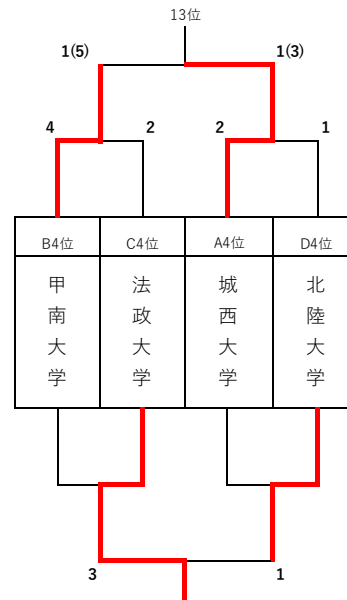 13位
1(5) 1(3)
4 2 2 1
B4位 C4位 A4位 D4位
甲南大学 法政大学 城西大学 北陸大学
3 1